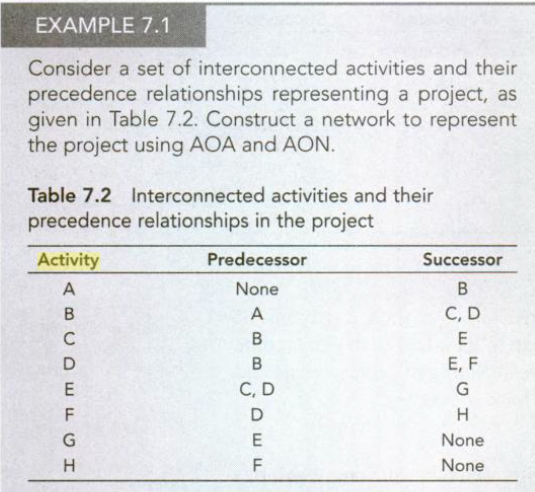 EXAMPLE 7.1
Consider a set of interconnected activities and their
precedence relationships representing a project, as
given in Table 7.2. Construct a network to represent
the project using AOA and AON.
Table 7.2 Interconnected activities and their
precedence relationships in the project
Activity Predecessor Successor
A None B
B A C, D
C B E
D B E, F
E C, D G
F D H
G E None
H F None